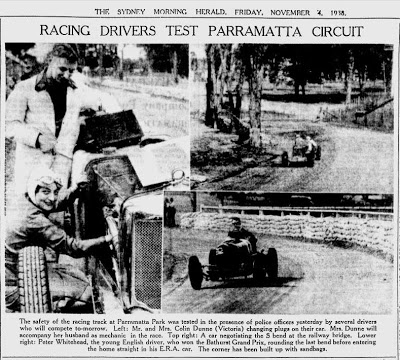 THE SYDNEY MORNING HERALD, FRIDAY, NOVEMBER 4, 1938.
RACING DRIVERS TEST PARRAMATTA CIRCUIT
The safety of the racing track at Parramatta Park was tested in the presence of police officers yesterday by several drivers
who will compete to-morrow. Left: Mr. and Mrs. Colin Dunne (Victoria) changing plugs on their car. Mrs. Dunne will
accompany her husband as mechanic in the race. Top right: A car negotiating the S bend at the railway bridge. Lower
right: Peter Whitehead, the young English driver, who won the Bathurst Grand Prix, rounding the last bend before entering
the home straight in his E.R.A. car. The corner has been built up with sandbags.